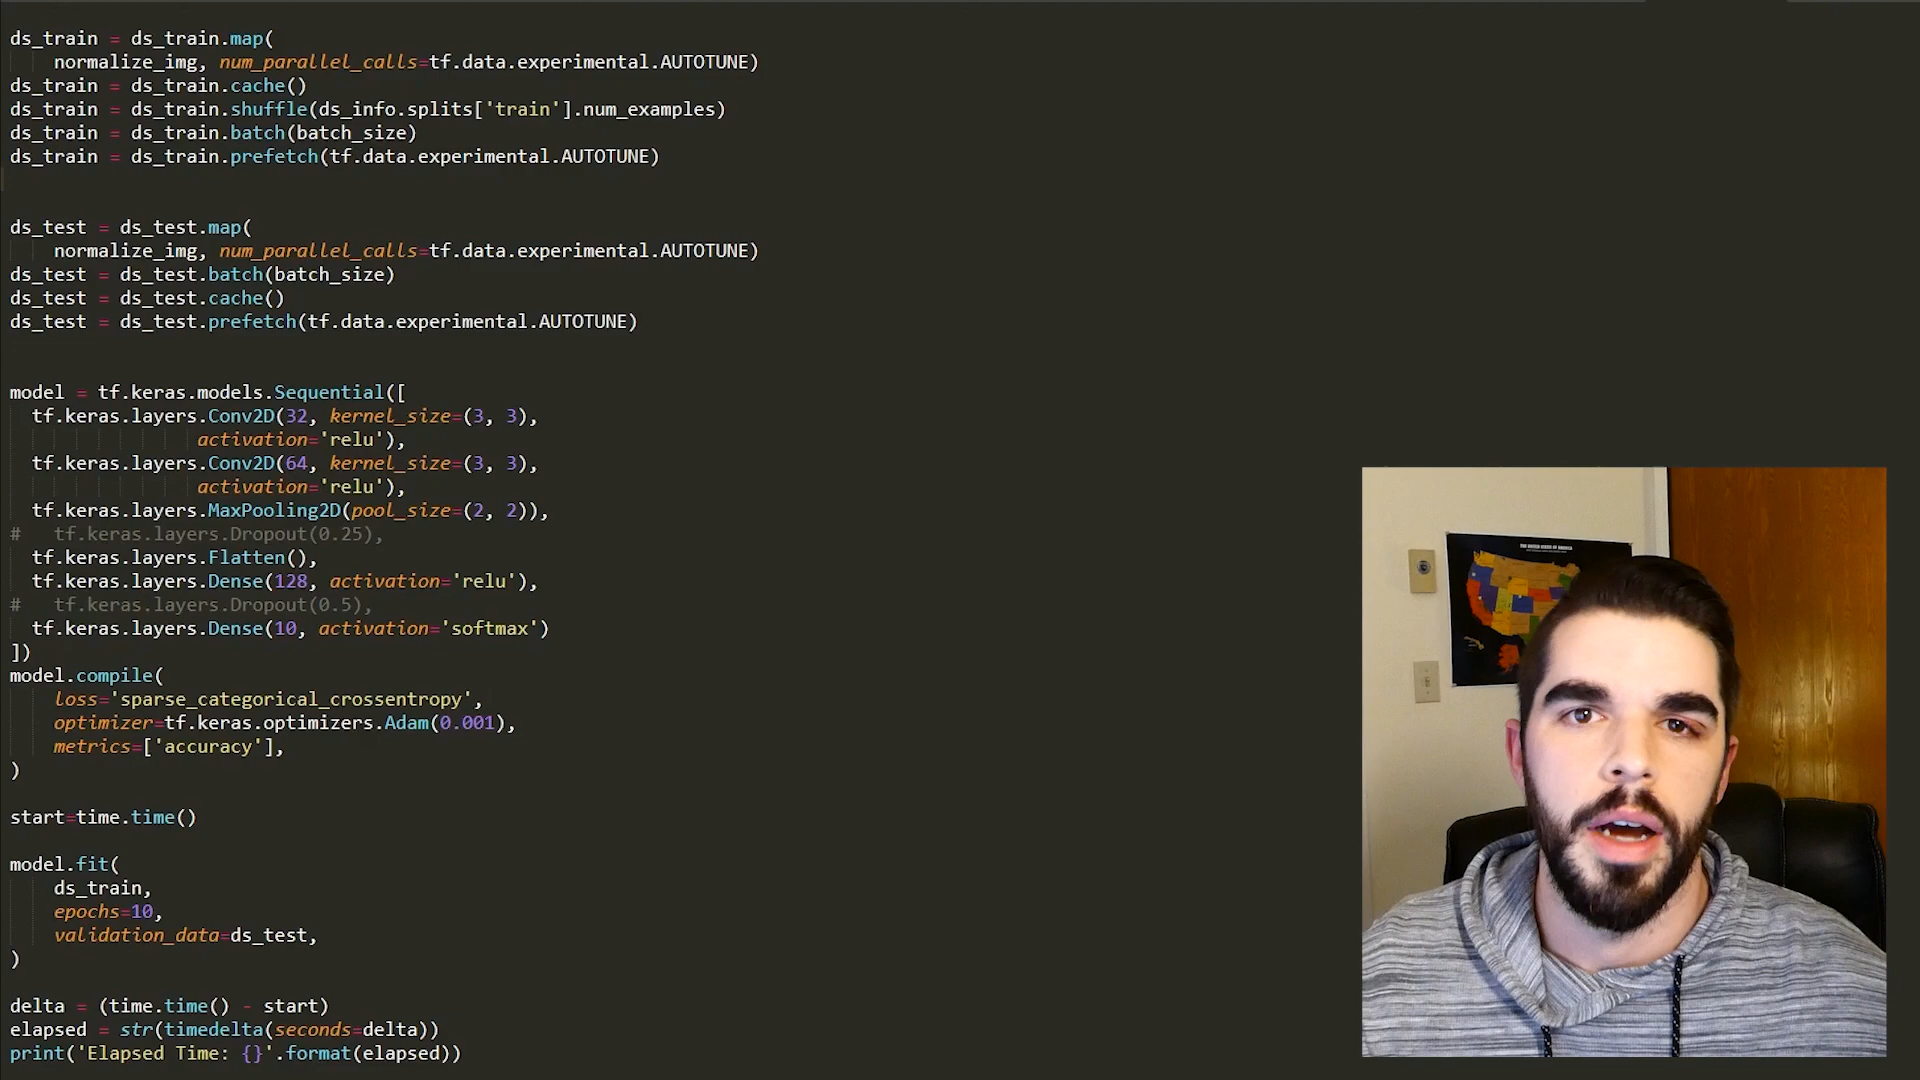 ds_train = ds_train.map(
    normalize_img, num_parallel_calls=tf.data.experimental.AUTOTUNE)
ds_train = ds_train.cache()
ds_train = ds_train.shuffle(ds_info.splits['train'].num_examples)
ds_train = ds_train.batch(batch_size)
ds_train = ds_train.prefetch(tf.data.experimental.AUTOTUNE)
ds_test = ds_test.map(
    normalize_img, num_parallel_calls=tf.data.experimental.AUTOTUNE)
ds_test = ds_test.batch(batch_size)
ds_test = ds_test.cache()
ds_test = ds_test.prefetch(tf.data.experimental.AUTOTUNE)
model = tf.keras.models.Sequential([
  tf.keras.layers.Conv2D(32, kernel_size=(3, 3),
                 activation='relu'),
  tf.keras.layers.Conv2D(64, kernel_size=(3, 3),
                 activation='relu'),
  tf.keras.layers.MaxPooling2D(pool_size=(2, 2)),
#   tf.keras.layers.Dropout(0.25),
  tf.keras.layers.Flatten(),
  tf.keras.layers.Dense(128, activation='relu'),
#   tf.keras.layers.Dropout(0.5),
  tf.keras.layers.Dense(10, activation='softmax')
])
model.compile(
    loss='sparse_categorical_crossentropy',
    optimizer=tf.keras.optimizers.Adam(0.001),
    metrics=['accuracy'],
)
start=time.time()
model.fit(
    ds_train,
    epochs=10,
    validation_data=ds_test,
)
delta = (time.time() - start)
elapsed = str(timedelta(seconds=delta))
print('Elapsed Time: {}'.format(elapsed))
THE UNITED STATES OF AMERICA